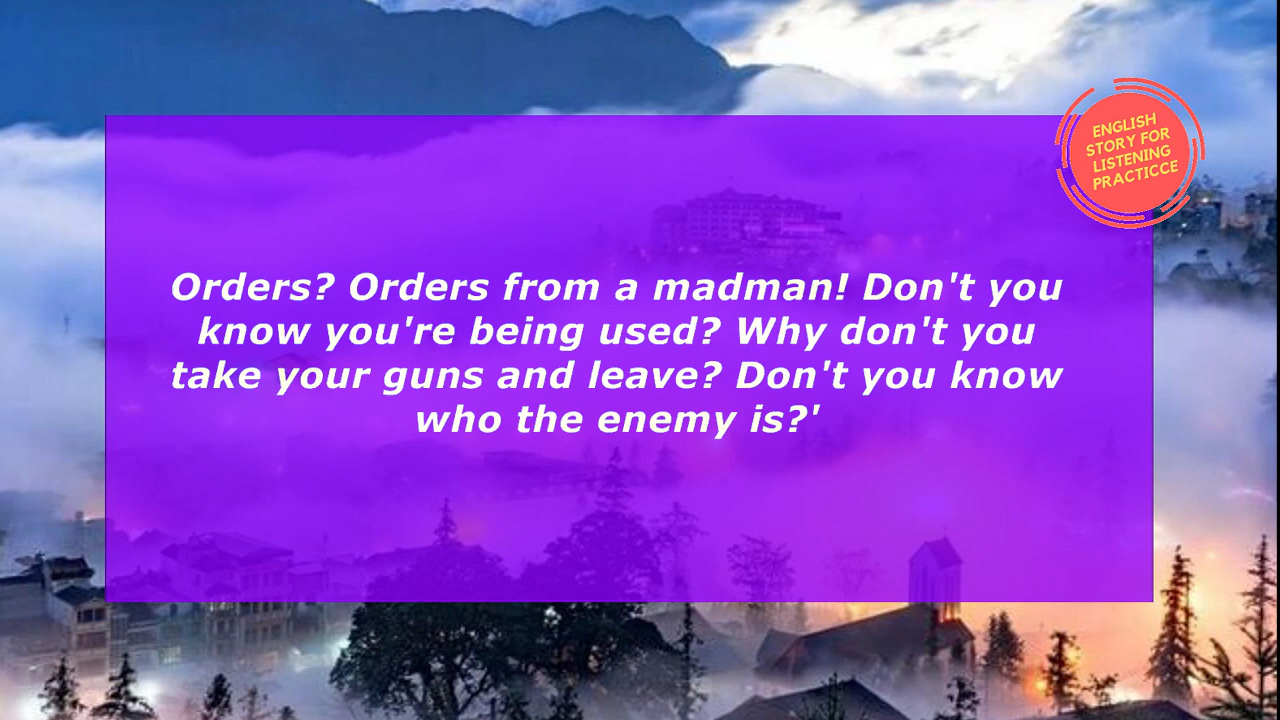 ENGLISH
STORY FOR
LISTENING
PRACTICCE
Orders? Orders from a madman! Don't you
know you're being used? Why don't you
take your guns and leave? Don't you know
who the enemy is?'